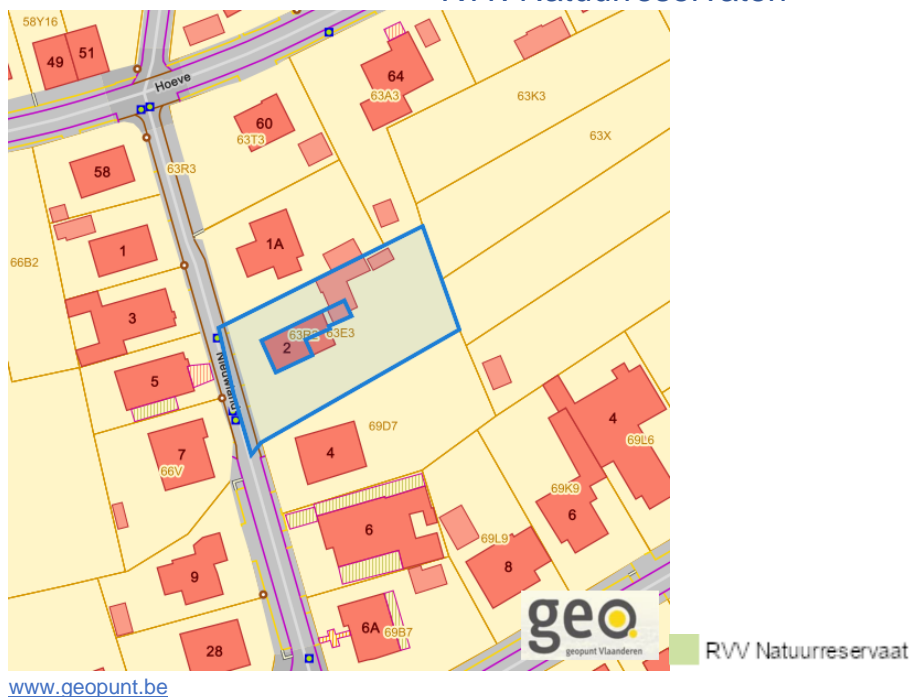 58Y16
49
51
Hoeve
64
63A3
63K3
60
63T3
63X
63R3
58
1A
1
66B2
3
63E3
2
5
69D7
4
4
7
66V
69L6
69K9
6
6
69L9
8
9
6A
69B7
28
geo.
geopunt Vlaanderen
RVV Natuurreservaat
www.geopunt.be